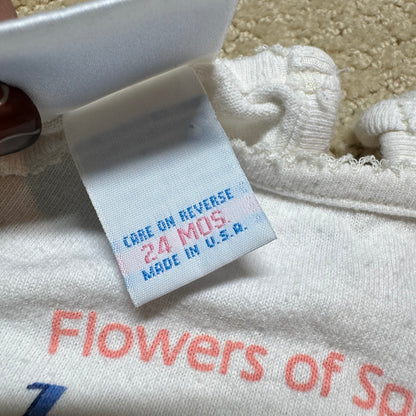 CARE ON REVERSE
24 MOS.
MADE IN U.S.A.
Flowers of Sp